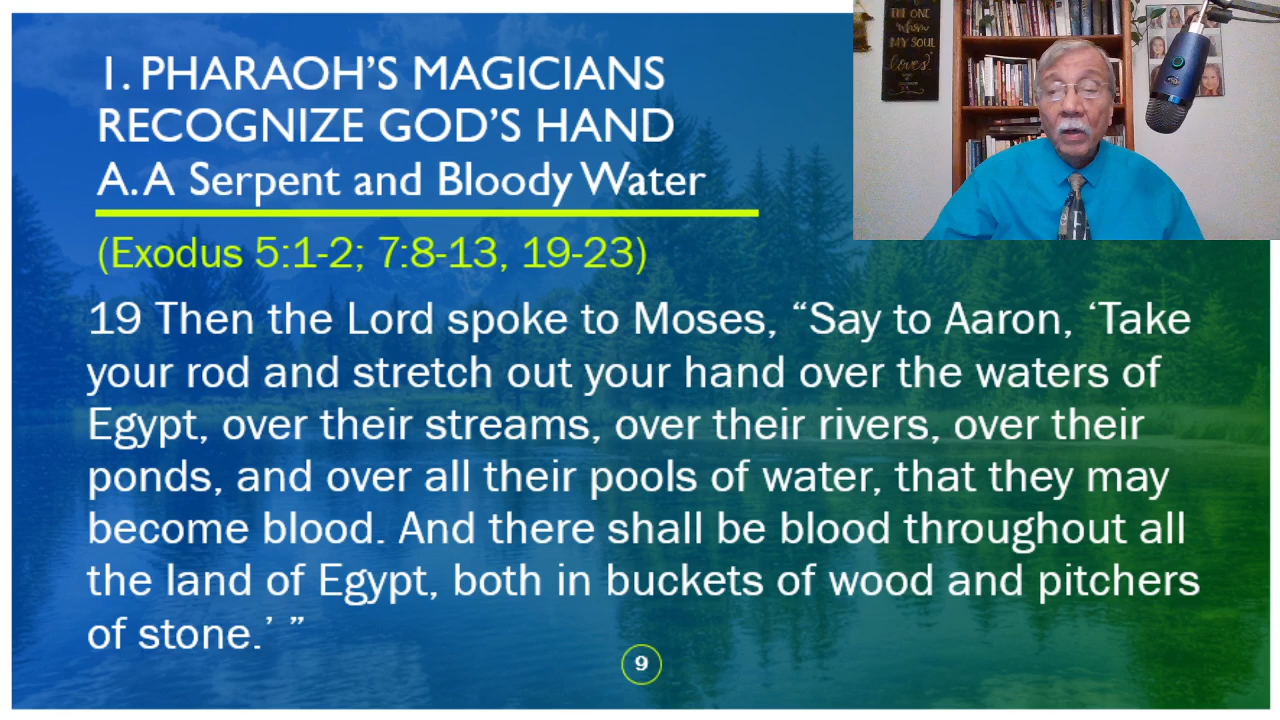 1. PHARAOH’S MAGICIANS
RECOGNIZE GOD’S HAND
A. A Serpent and Bloody Water
(Exodus 5:1-2; 7:8-13, 19-23)
19 Then the Lord spoke to Moses, “Say to Aaron, ‘Take
your rod and stretch out your hand over the waters of
Egypt, over their streams, over their rivers, over their
ponds, and over all their pools of water, that they may
become blood. And there shall be blood throughout all
the land of Egypt, both in buckets of wood and pitchers
of stone.’ ”
9
THE ONE
whom
MY SOUL
loves